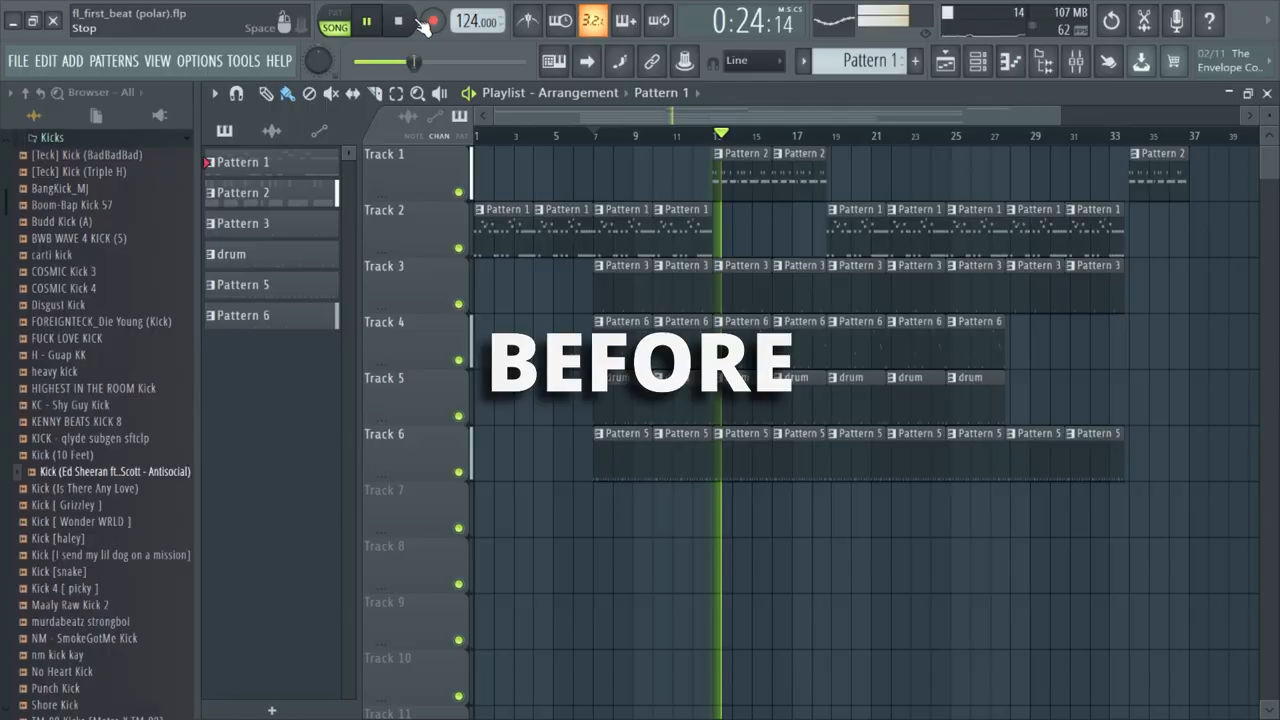 fl_first_beat (polar).flp
Stop
Space
PAT
SONG
124.000
3.2.
0:24:14
M:S:CS
14
107 MB
62
FILE EDIT ADD PATTERNS VIEW OPTIONS TOOLS HELP
Line
Pattern 1
+
02/11 The
Envelope Co..
Browser - All
Playlist - Arrangement
Pattern 1
NOTE CHAN PAT
1 3 5 7 9 11 15 17 19 21 23 25 27 29 31 33 35 37 39
Kicks
[Teck] Kick (BadBadBad)
[Teck] Kick (Triple H)
BangKick_MJ
Boom-Bap Kick 57
Budd Kick (A)
BWB WAVE 4 KICK (5)
carti kick
COSMIC Kick 3
COSMIC Kick 4
Disgust Kick
FOREIGNTECK_Die Young (Kick)
FUCK LOVE KICK
H - Guap KK
heavy kick
HIGHEST IN THE ROOM Kick
KC - Shy Guy Kick
KENNY BEATS KICK 8
KICK - qlyde subgen sftclp
Kick (10 Feet)
Kick (Ed Sheeran ft..Scott - Antisocial)
Kick (Is There Any Love)
Kick [ Grizzley ]
Kick [ Wonder WRLD ]
Kick [haley]
Kick [I send my lil dog on a mission]
Kick [snake]
Kick 4 [ picky ]
Maaly Raw Kick 2
murdabeatz strongboi
NM - SmokeGotMe Kick
nm kick kay
No Heart Kick
Punch Kick
Shore Kick
Pattern 1
Pattern 2
Pattern 3
drum
Pattern 5
Pattern 6
+
Track 1
Pattern 2 Pattern 2 Pattern 2
Track 2
Pattern 1 Pattern 1 Pattern 1 Pattern 1 Pattern 1 Pattern 1 Pattern 1 Pattern 1 Pattern 1
Track 3
Pattern 3 Pattern 3 Pattern 3 Pattern 3 Pattern 3 Pattern 3 Pattern 3 Pattern 3 Pattern 3
Track 4
Pattern 6 Pattern 6 Pattern 6 Pattern 6 Pattern 6 Pattern 6 Pattern 6
BEFORE
Track 5
drum drum drum drum drum
Track 6
Pattern 5 Pattern 5 Pattern 5 Pattern 5 Pattern 5 Pattern 5 Pattern 5 Pattern 5 Pattern 5
Track 7
Track 8
Track 9
Track 10
Track 11